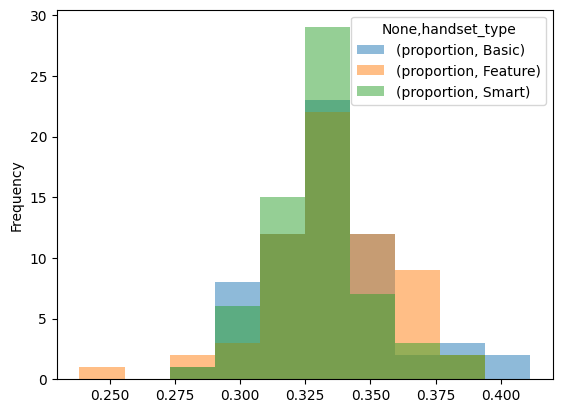 None,handset_type
(proportion, Basic)
(proportion, Feature)
(proportion, Smart)
Frequency
30
25
20
15
10
5
0
0.250 0.275 0.300 0.325 0.350 0.375 0.400